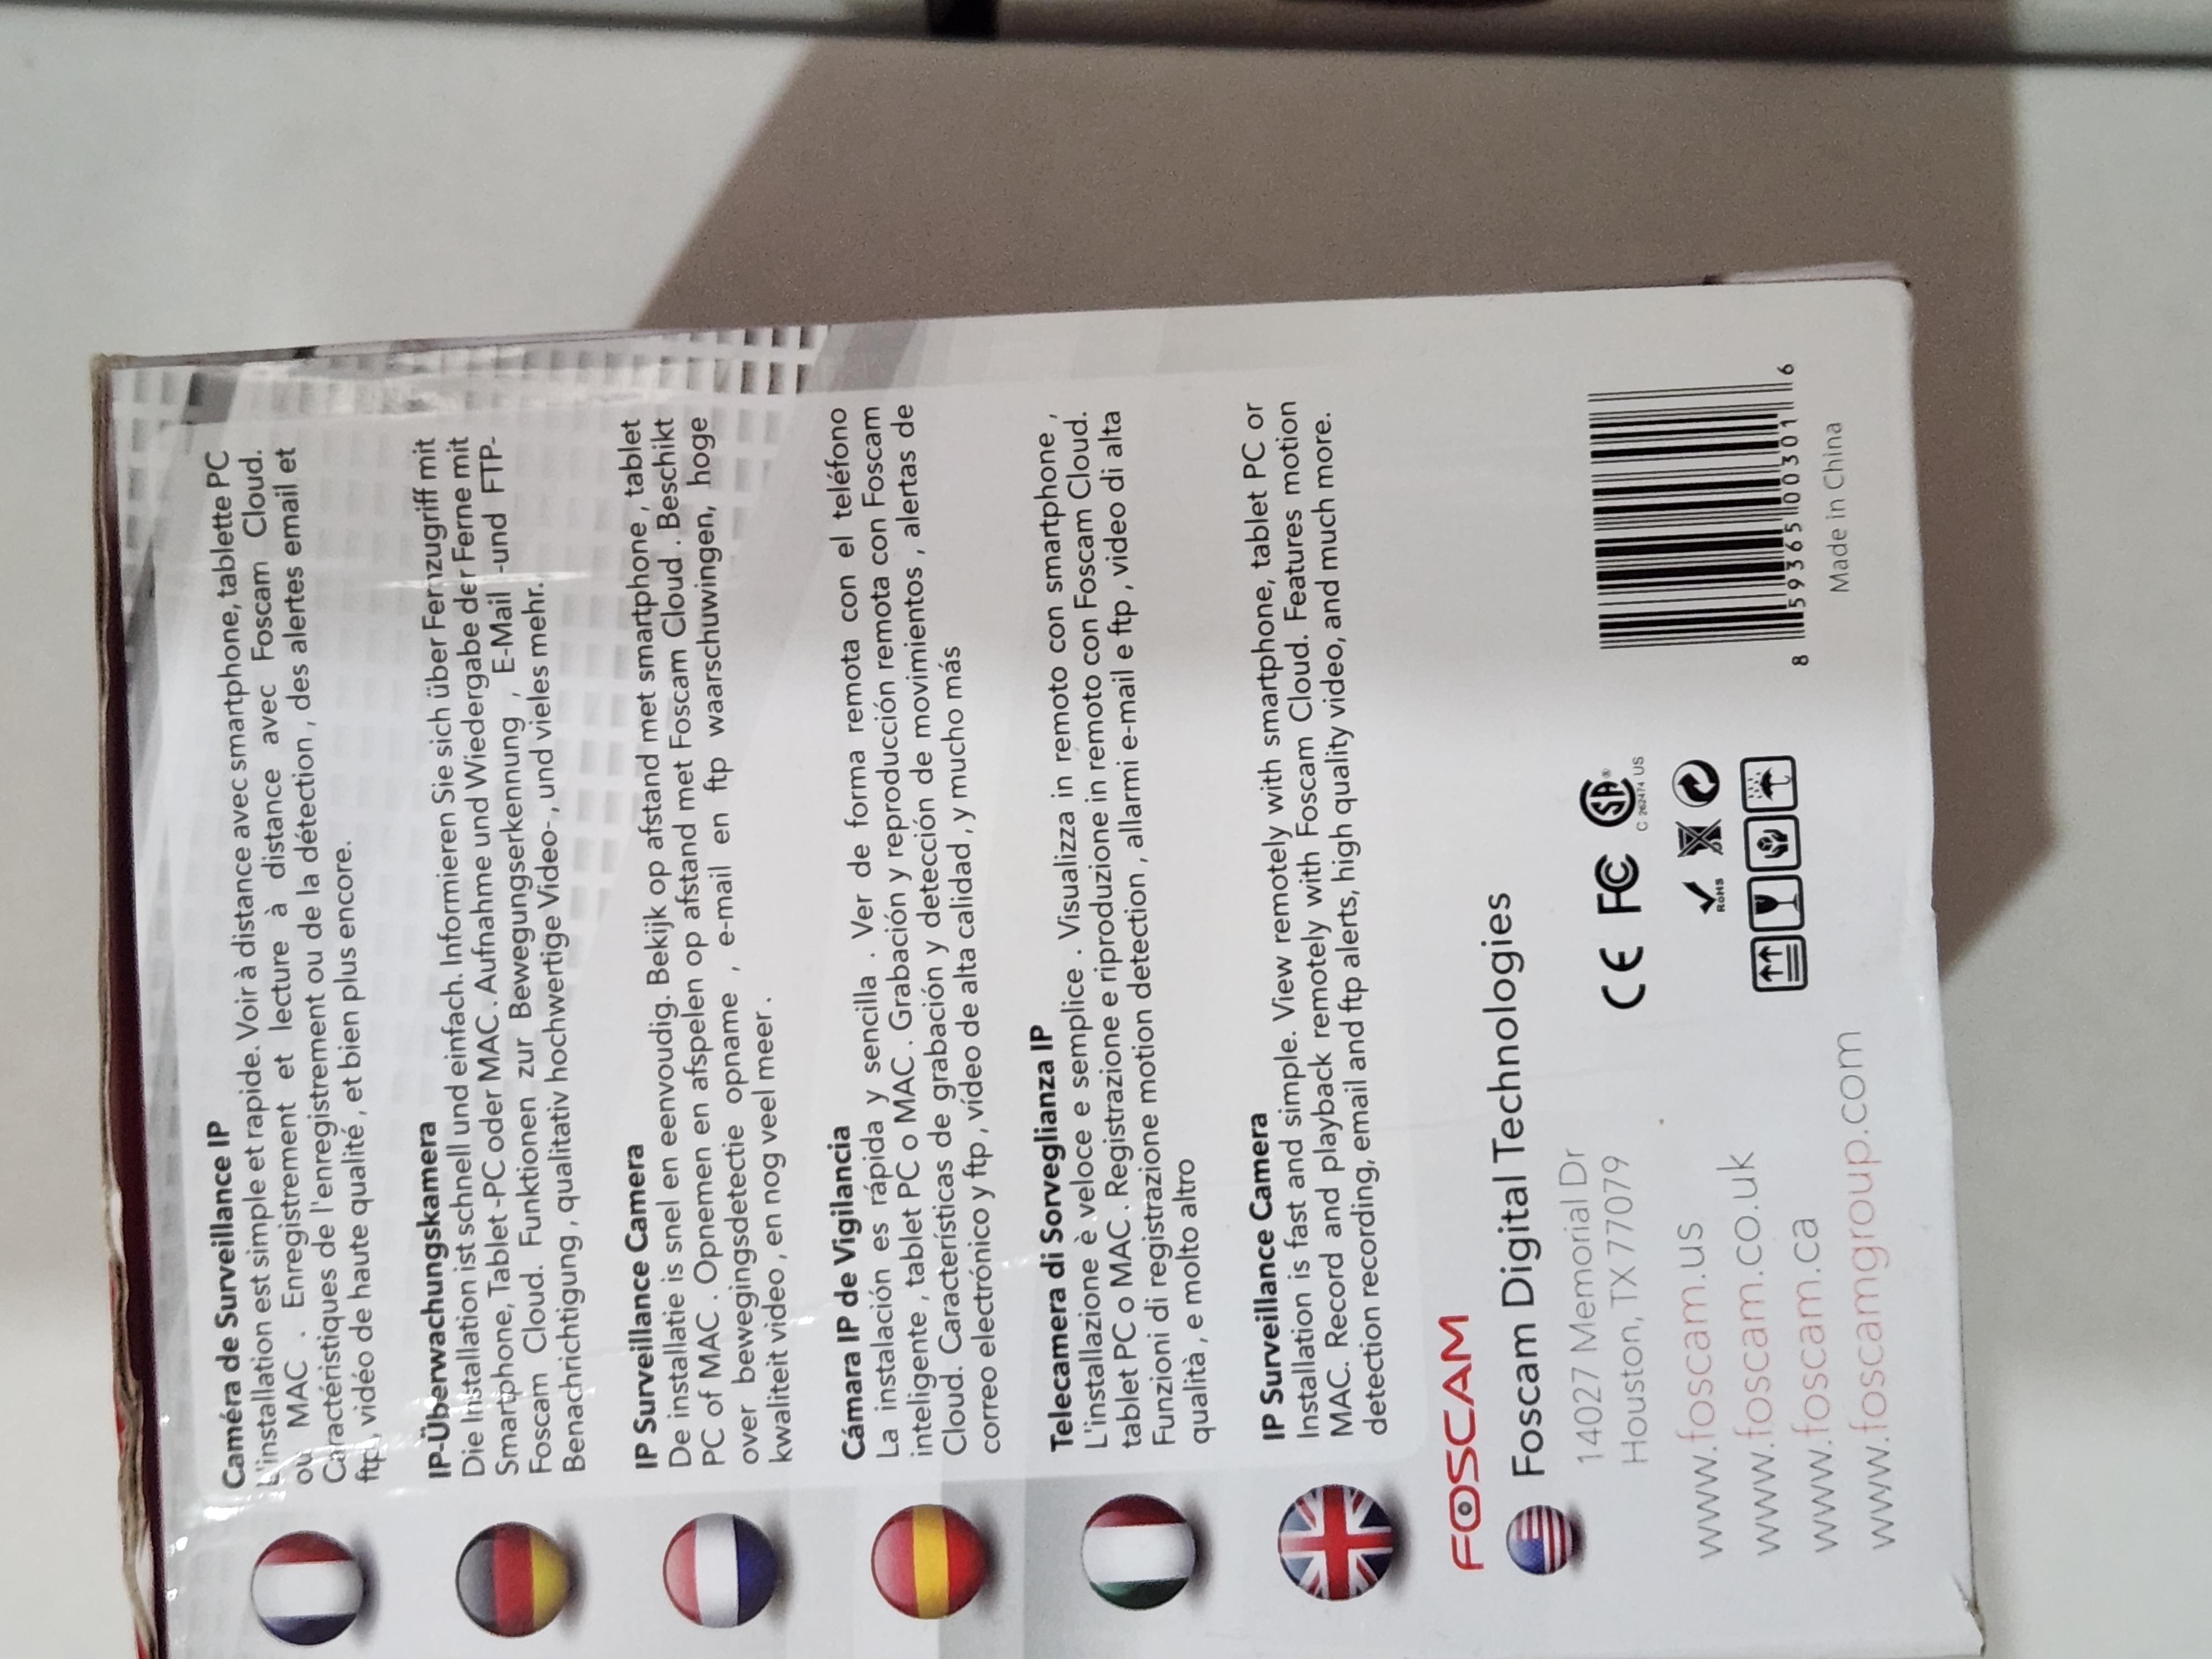 Caméra de Surveillance IP
L'installation est simple et rapide. Voir à distance avec smartphone, tablette PC
ou MAC . Enregistrement et lecture à distance avec Foscam Cloud.
Caractéristiques de l'enregistrement ou de la détection , des alertes email et
ftp , vidéo de haute qualité , et bien plus encore.
IP-Überwachungskamera
Die Installation ist schnell und einfach. Informieren Sie sich über Fernzugriff mit
Smartphone, Tablet -PC oder MAC . Aufnahme und Wiedergabe der Ferne mit
Foscam Cloud. Funktionen zur Bewegungserkennung , E-Mail -und FTP-
Benachrichtigung , qualitativ hochwertige Video-, und vieles mehr.
IP Surveillance Camera
De installatie is snel en eenvoudig. Bekijk op afstand met smartphone , tablet
PC of MAC . Opnemen en afspelen op afstand met Foscam Cloud . Beschikt
over bewegingsdetectie opname , e-mail en ftp waarschuwingen, hoge
kwaliteit video , en nog veel meer .
Cámara IP de Vigilancia
La instalación es rápida y sencilla . Ver de forma remota con el teléfono
inteligente , tablet PC o MAC . Grabación y reproducción remota con Foscam
Cloud. Características de grabación y detección de movimientos , alertas de
correo electrónico y ftp , vídeo de alta calidad , y mucho más
Telecamera di Sorveglianza IP
L'installazione è veloce e semplice . Visualizza in remoto con smartphone ,
tablet PC o MAC . Registrazione e riproduzione in remoto con Foscam Cloud.
Funzioni di registrazione motion detection , allarmi e-mail e ftp , video di alta
qualità , e molto altro
IP Surveillance Camera
Installation is fast and simple. View remotely with smartphone, tablet PC or
MAC. Record and playback remotely with Foscam Cloud. Features motion
detection recording, email and ftp alerts, high quality video, and much more.
FOSCAM
Foscam Digital Technologies
14027 Memorial Dr
Houston, TX 77079
www.foscam.us
www.foscam.co.uk
www.foscam.ca
www.foscamgroup.com
CE FC SA®
C 262474 US
RoHS
8 59365 00301 6
Made in China